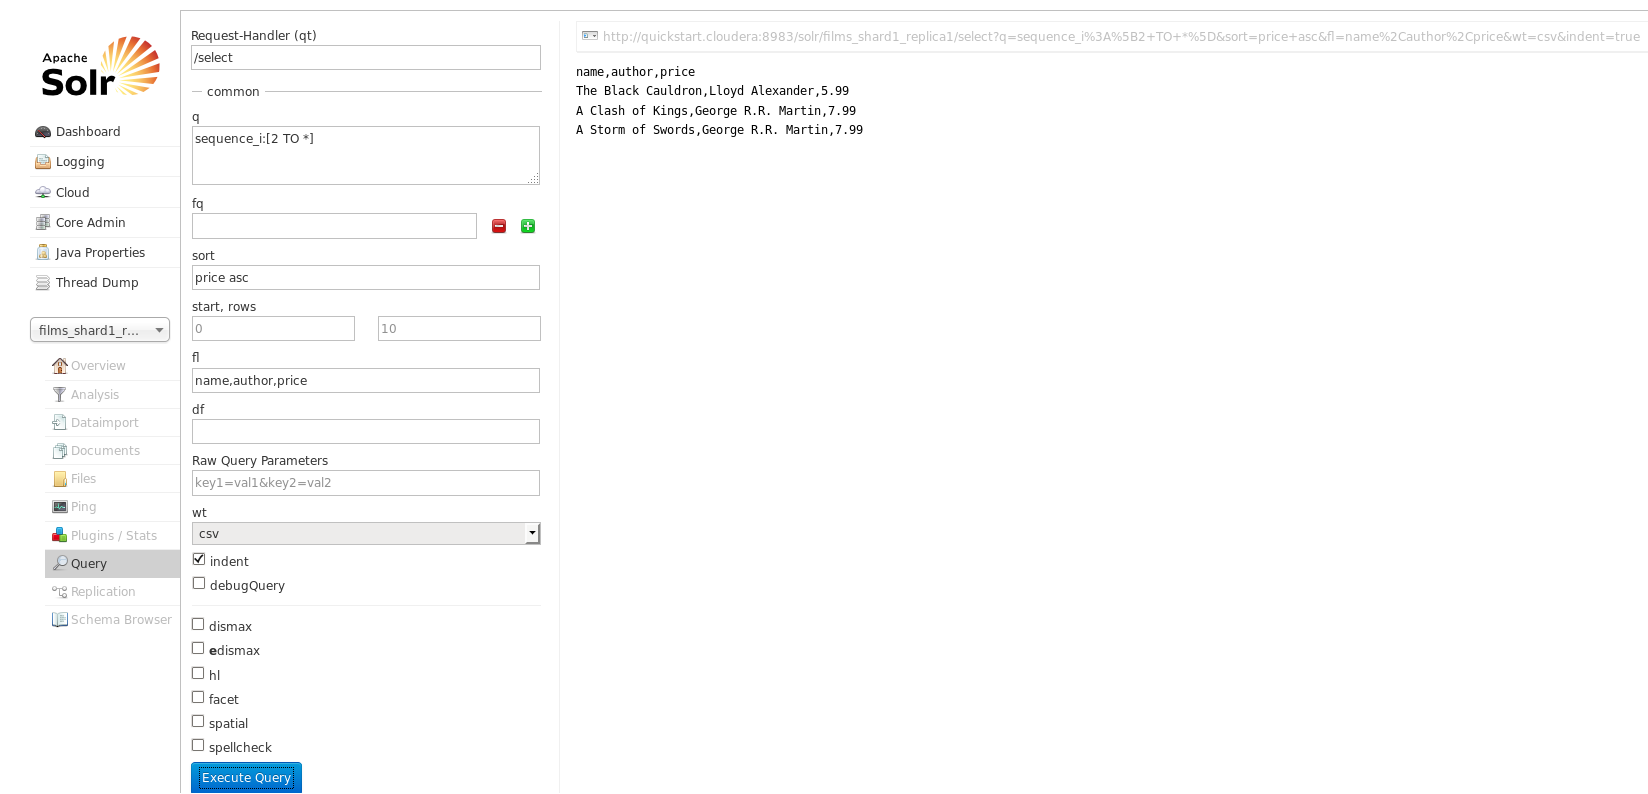 Apache
Solr
Dashboard
Logging
Cloud
Core Admin
Java Properties
Thread Dump
films_shard1_r...
Overview
Analysis
Dataimport
Documents
Files
Ping
Plugins / Stats
Query
Replication
Schema Browser
Request-Handler (qt)
/select
common
q
sequence_i:[2 TO *]
fq
sort
price asc
start, rows
0 10
fl
name,author,price
df
Raw Query Parameters
key1=val1&key2=val2
wt
csv
indent
debugQuery
dismax
edismax
hl
facet
spatial
spellcheck
Execute Query
http://quickstart.cloudera:8983/solr/films_shard1_replica1/select?q=sequence_i%3A%5B2+TO+*%5D&sort=price+asc&fl=name%2Cauthor%2Cprice&wt=csv&indent=true
name,author,price
The Black Cauldron,Lloyd Alexander,5.99
A Clash of Kings,George R.R. Martin,7.99
A Storm of Swords,George R.R. Martin,7.99